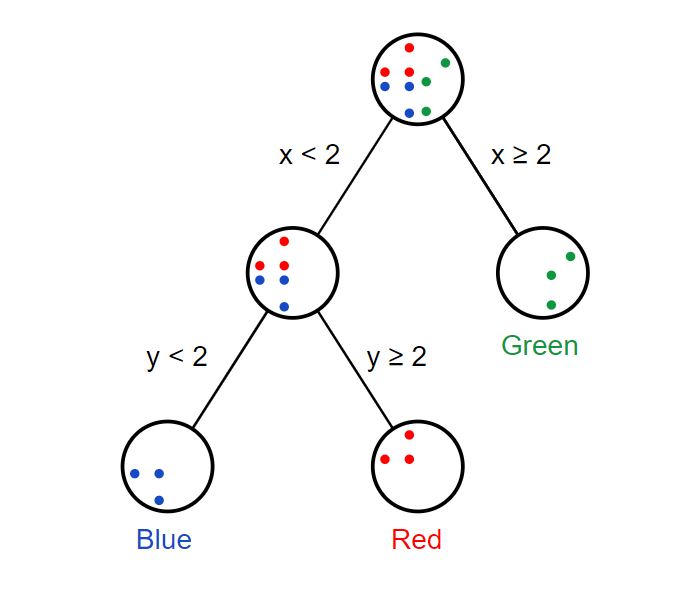 x < 2
x ≥ 2
Green
y < 2
y ≥ 2
Blue
Red